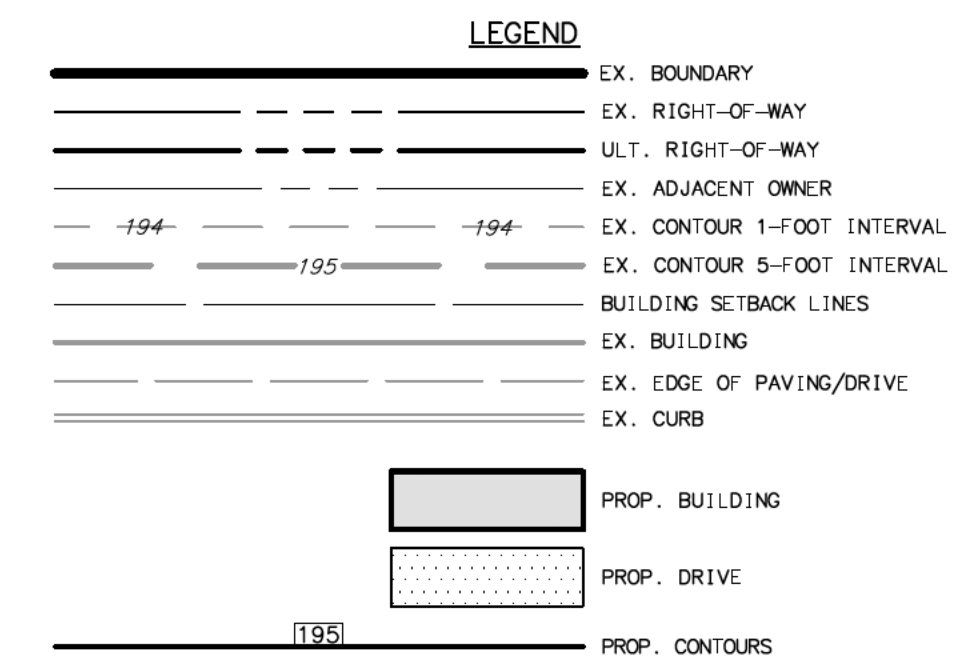 LEGEND
EX. BOUNDARY
EX. RIGHT-OF-WAY
ULT. RIGHT-OF-WAY
EX. ADJACENT OWNER
194 194 EX. CONTOUR 1-FOOT INTERVAL
195 EX. CONTOUR 5-FOOT INTERVAL
BUILDING SETBACK LINES
EX. BUILDING
EX. EDGE OF PAVING/DRIVE
EX. CURB
PROP. BUILDING
PROP. DRIVE
195 PROP. CONTOURS